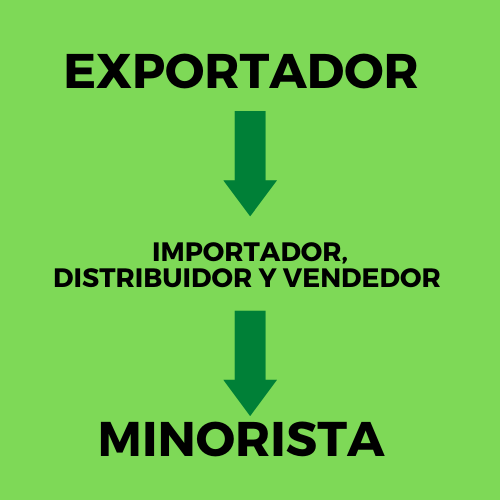 EXPORTADOR
IMPORTADOR,
DISTRIBUIDOR Y VENDEDOR
MINORISTA